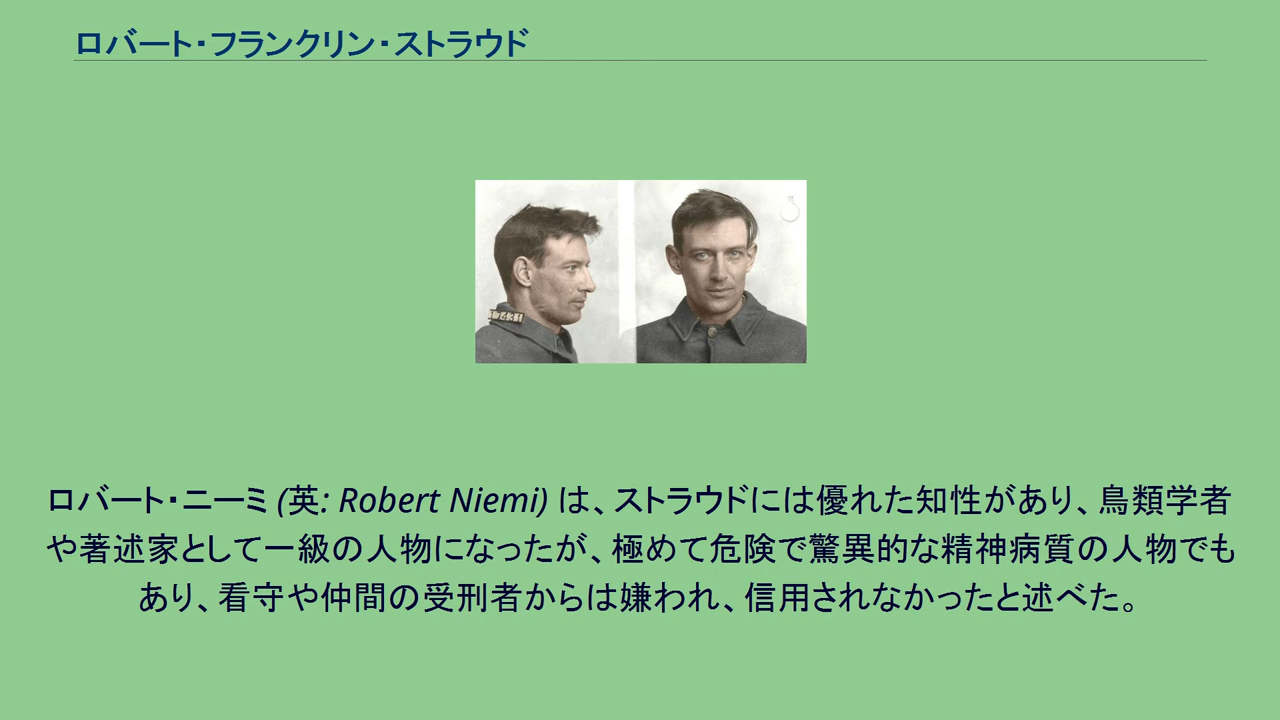 ロバート・フランクリン・ストラウド
ロバート・ニーミ (英: Robert Niemi) は、ストラウドには優れた知性があり、鳥類学者
や著述家として一級の人物になったが、極めて危険で驚異的な精神病質の人物でも
あり、看守や仲間の受刑者からは嫌われ、信用されなかったと述べた。